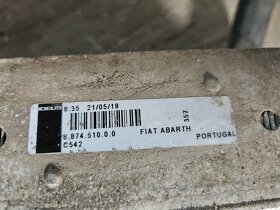 8:35 21/05/19
8.874.510.0.0 FIAT ABARTH
357
PORTUGAL
C542